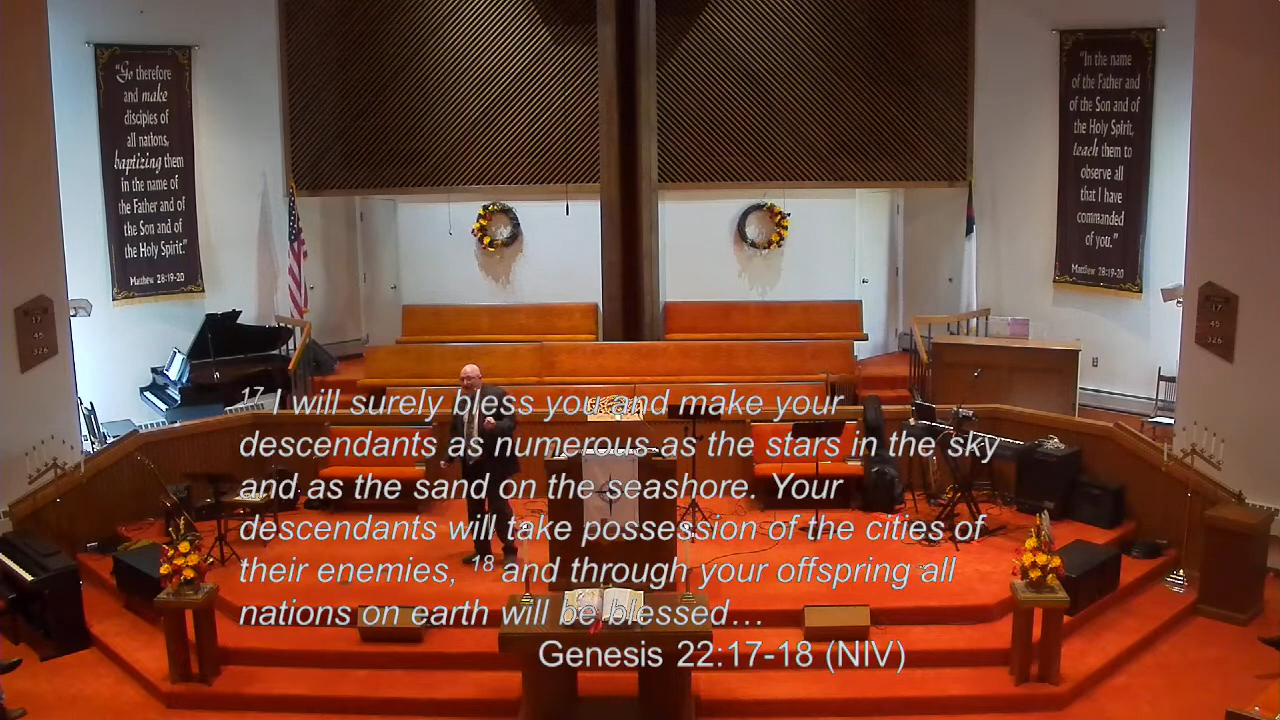 "Go therefore
and make
disciples of
all nations,
baptizing them
in the name of
the Father and of
the Son and of
the Holy Spirit."
Matthew 28:19-20
"In the name
of the Father and
of the Son and of
the Holy Spirit,
teach them to
observe all
that I have
commanded
of you."
Matthew 28:19-20
17
45
326
17
45
326
17 I will surely bless you and make your
descendants as numerous as the stars in the sky
and as the sand on the seashore. Your
descendants will take possession of the cities of
their enemies, 18 and through your offspring all
nations on earth will be blessed…
Genesis 22:17-18 (NIV)